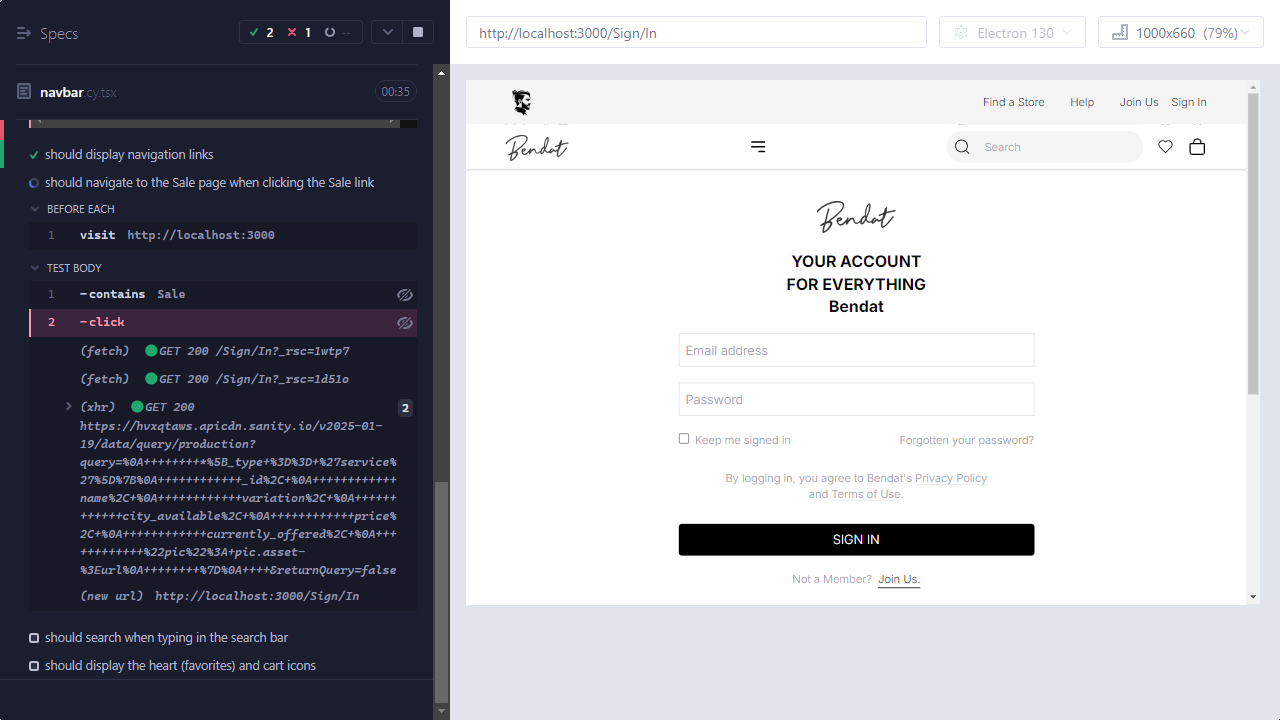 Specs
2
1
--
navbar.cy.tsx
00:35
should display navigation links
should navigate to the Sale page when clicking the Sale link
BEFORE EACH
1 visit http://localhost:3000
TEST BODY
1 -contains Sale
2 -click
(fetch) GET 200 /Sign/In?_rsc=1wtp7
(fetch) GET 200 /Sign/In?_rsc=1d51o
(xhr) GET 200 2
https://hvxqtaws.apicdn.sanity.io/v2025-01-
19/data/query/production?
query=%0A++++++++*%5B_type+%3D%3D+%27service%
27%5D%7B%0A++++++++++++_id%2C+%0A++++++++++++
name%2C+%0A++++++++++++variation%2C+%0A++++++
++++++city_available%2C+%0A++++++++++++price%
2C+%0A++++++++++++currently_offered%2C+%0A+++
+++++++++%22pic%22%3A+pic.asset-
%3Eurl%0A++++++++%7D%0A++++&returnQuery=false
(new url) http://localhost:3000/Sign/In
should search when typing in the search bar
should display the heart (favorites) and cart icons
http://localhost:3000/Sign/In
Electron 130
1000x660 (79%)
Find a Store
Help
Join Us
Sign In
Bendat
Search
Bendat
YOUR ACCOUNT
FOR EVERYTHING
Bendat
Email address
Password
Keep me signed in
Forgotten your password?
By logging in, you agree to Bendat's Privacy Policy
and Terms of Use.
SIGN IN
Not a Member? Join Us.